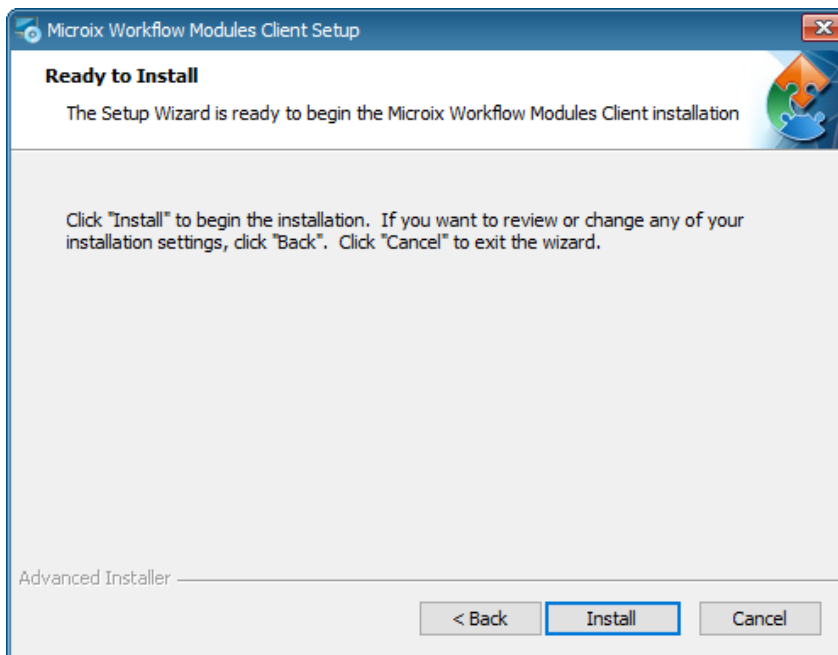 Microix Workflow Modules Client Setup
Ready to Install
The Setup Wizard is ready to begin the Microix Workflow Modules Client installation
Click "Install" to begin the installation.  If you want to review or change any of your
installation settings, click "Back".  Click "Cancel" to exit the wizard.
Advanced Installer
< Back
Install
Cancel